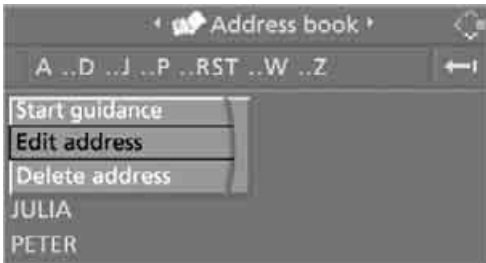 Address book
A ..D ..J ..P ..RST ..W ..Z
Start guidance
Edit address
Delete address
JULIA
PETER